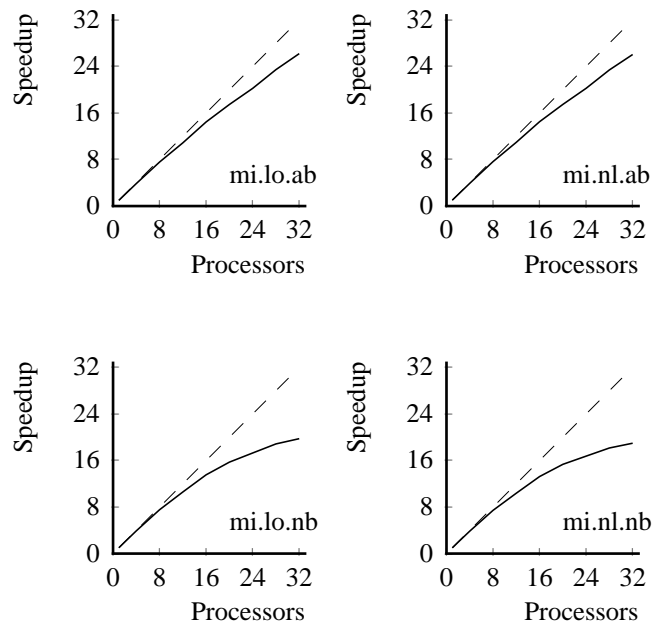 Speedup
32
24
16
8
0
mi.lo.ab
0 8 16 24 32
Processors
Speedup
32
24
16
8
0
mi.nl.ab
0 8 16 24 32
Processors
Speedup
32
24
16
8
0
mi.lo.nb
0 8 16 24 32
Processors
Speedup
32
24
16
8
0
mi.nl.nb
0 8 16 24 32
Processors